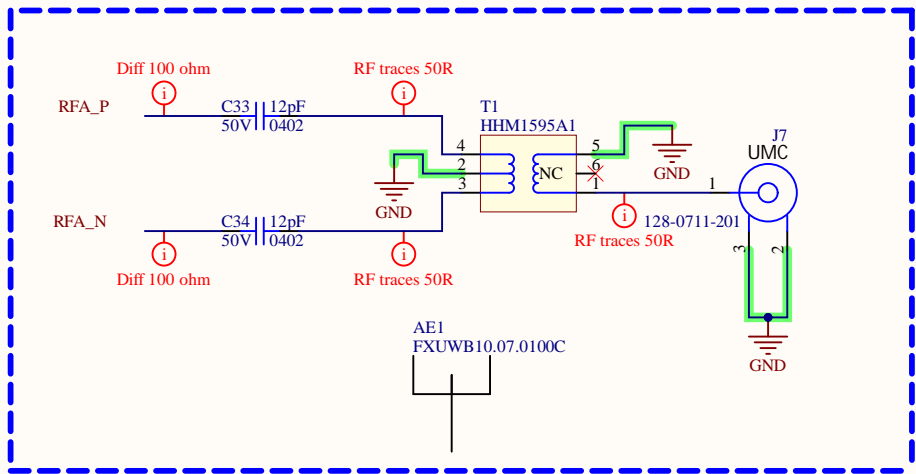 Diff 100 ohm
RF traces 50R
i
i
RFA_P
C33
12pF
50V
0402
T1
HHM1595A1
4
2
3
5
6
1
NC
GND
GND
J7
UMC
1
128-0711-201
3
2
GND
RFA_N
C34
12pF
50V
0402
i
i
i
Diff 100 ohm
RF traces 50R
RF traces 50R
AE1
FXUWB10.07.0100C